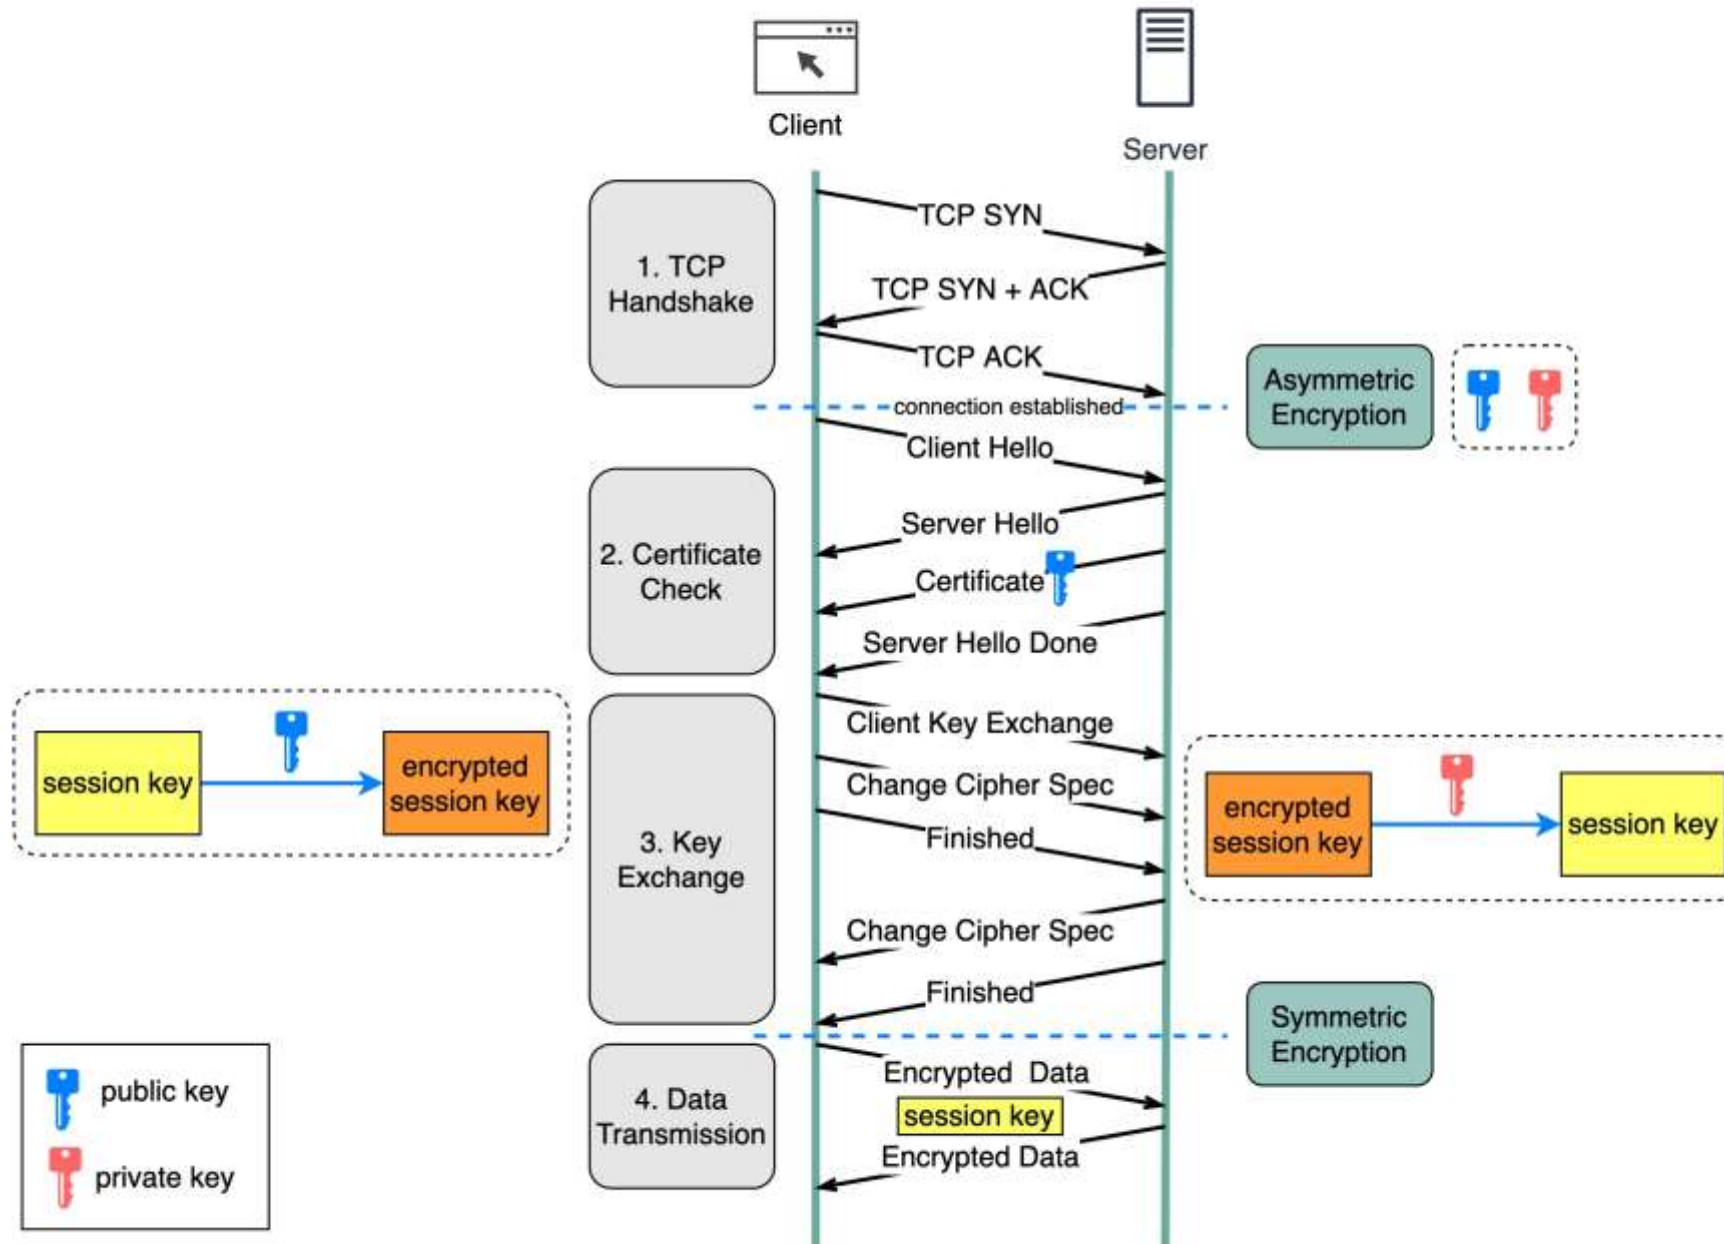 Client
Server
1. TCP
Handshake
TCP SYN
TCP SYN + ACK
TCP ACK
connection established
Asymmetric
Encryption
Client Hello
2. Certificate
Check
Server Hello
Certificate
Server Hello Done
session key
encrypted
session key
3. Key
Exchange
Client Key Exchange
Change Cipher Spec
Finished
Change Cipher Spec
Finished
encrypted
session key
session key
Symmetric
Encryption
4. Data
Transmission
Encrypted Data
session key
Encrypted Data
public key
private key